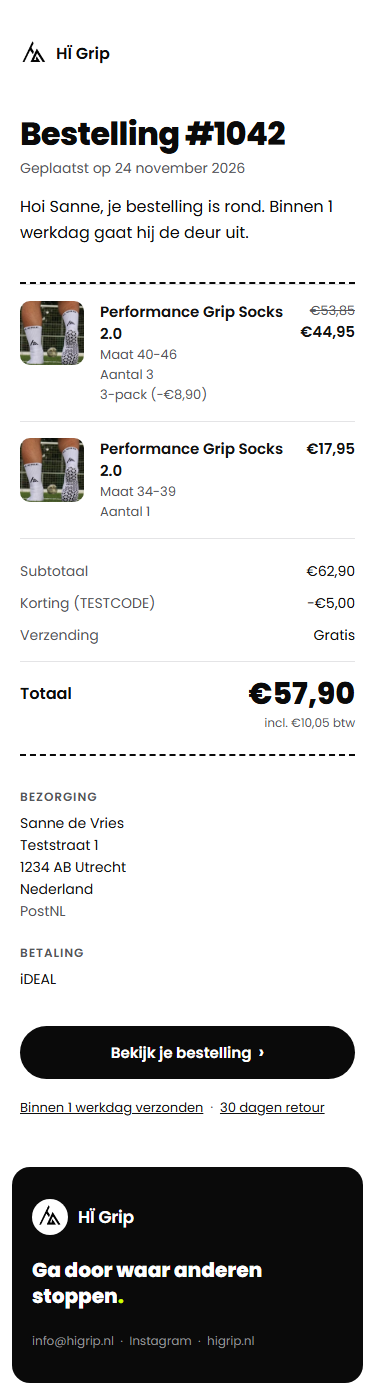 HÏ Grip
Bestelling #1042
Geplaatst op 24 november 2026
Hoi Sanne, je bestelling is rond. Binnen 1
werkdag gaat hij de deur uit.
Performance Grip Socks €53,85
2.0 €44,95
Maat 40-46
Aantal 3
3-pack (-€8,90)
Performance Grip Socks €17,95
2.0
Maat 34-39
Aantal 1
Subtotaal €62,90
Korting (TESTCODE) -€5,00
Verzending Gratis
Totaal €57,90
incl. €10,05 btw
BEZORGING
Sanne de Vries
Teststraat 1
1234 AB Utrecht
Nederland
PostNL
BETALING
iDEAL
Bekijk je bestelling ›
Binnen 1 werkdag verzonden · 30 dagen retour
HÏ Grip
Ga door waar anderen
stoppen.
info@higrip.nl · Instagram · higrip.nl